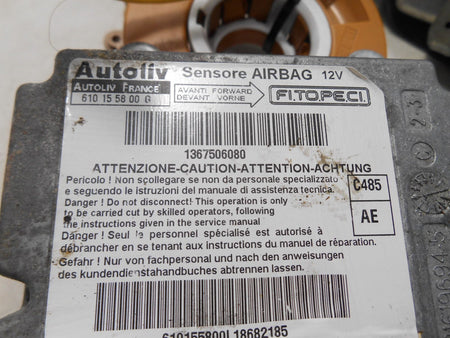 Autoliv Sensore AIRBAG 12V
AUTOLIV FRANCE
610 15 58 00 G
AVANTI FORWARD
DEVANT VORNE
FI.TO.PE.CI.
1367506080
ATTENZIONE-CAUTION-ATTENTION-ACHTUNG
Pericolo ! Non scollegare se non da personale specializzato
e seguendo le istruzioni del manuale di assistenza tecnica.
Danger ! Do not disconnect! This operation is only
to be carried cut by skilled operators, following
the instructions given in the service manual
Dänger ! Seul le personnel spécialisé est autorisé à
débrancher en se tenant aux instructions du manuel de réparation.
Gefahr ! Nur von fachpersonal und nach den anweisungen
des kundendienstahandbuches abtrennen lassen.
C485
AE
610155800L18682185